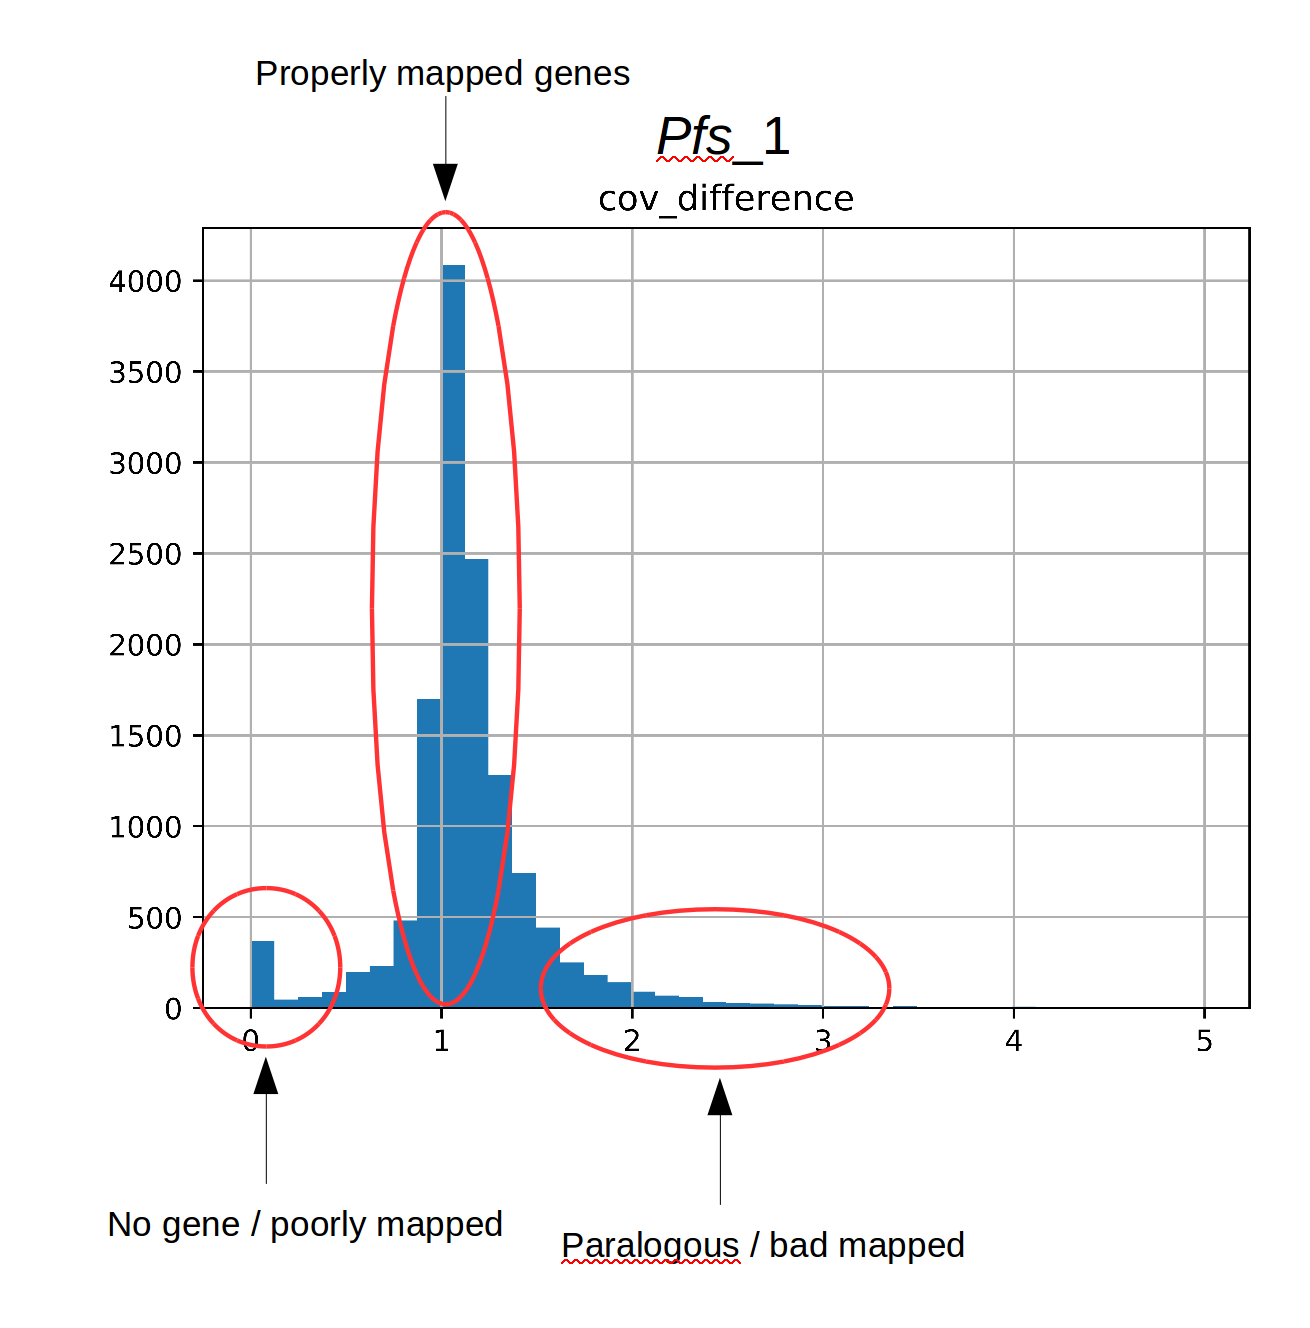 Properly mapped genes
Pfs_1
cov_difference
4000
3500
3000
2500
2000
1500
1000
500
0
0 1 2 3 4 5
No gene / poorly mapped
Paralogous / bad mapped